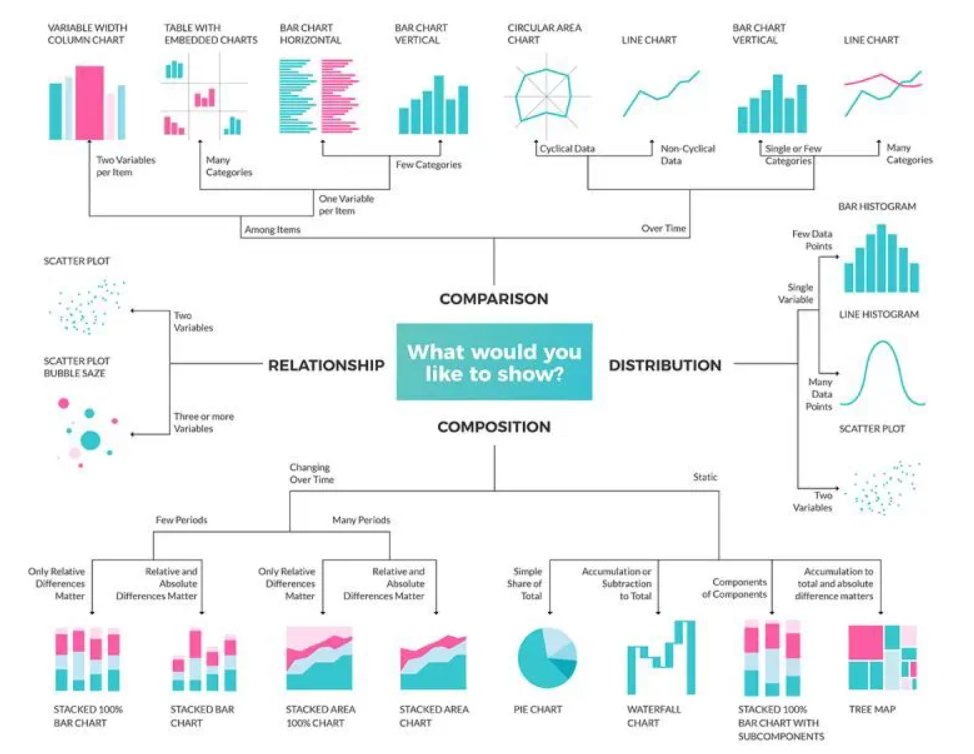 VARIABLE WIDTH
COLUMN CHART
TABLE WITH
EMBEDDED CHARTS
BAR CHART
HORIZONTAL
BAR CHART
VERTICAL
CIRCULAR AREA
CHART
LINE CHART
BAR CHART
VERTICAL
LINE CHART
Two Variables
per Item
Many
Categories
Few Categories
Cyclical Data
Non-Cyclical
Data
Single or Few
Categories
Many
Categories
One Variable
per Item
Among Items
Over Time
COMPARISON
SCATTER PLOT
Two
Variables
SCATTER PLOT
BUBBLE SAZE
Three or more
Variables
RELATIONSHIP
What would you
like to show?
DISTRIBUTION
BAR HISTOGRAM
Few Data
Points
Single
Variable
LINE HISTOGRAM
Many
Data
Points
SCATTER PLOT
Two
Variables
COMPOSITION
Changing
Over Time
Static
Few Periods
Many Periods
Only Relative
Differences
Matter
Relative and
Absolute
Differences Matter
Only Relative
Differences
Matter
Relative and
Absolute
Differences Matter
Simple
Share of
Total
Accumulation or
Subtraction
to Total
Components
of Components
Accumulation to
total and absolute
difference matters
STACKED 100%
BAR CHART
STACKED BAR
CHART
STACKED AREA
100% CHART
STACKED AREA
CHART
PIE CHART
WATERFALL
CHART
STACKED 100%
BAR CHART WITH
SUBCOMPONENTS
TREE MAP